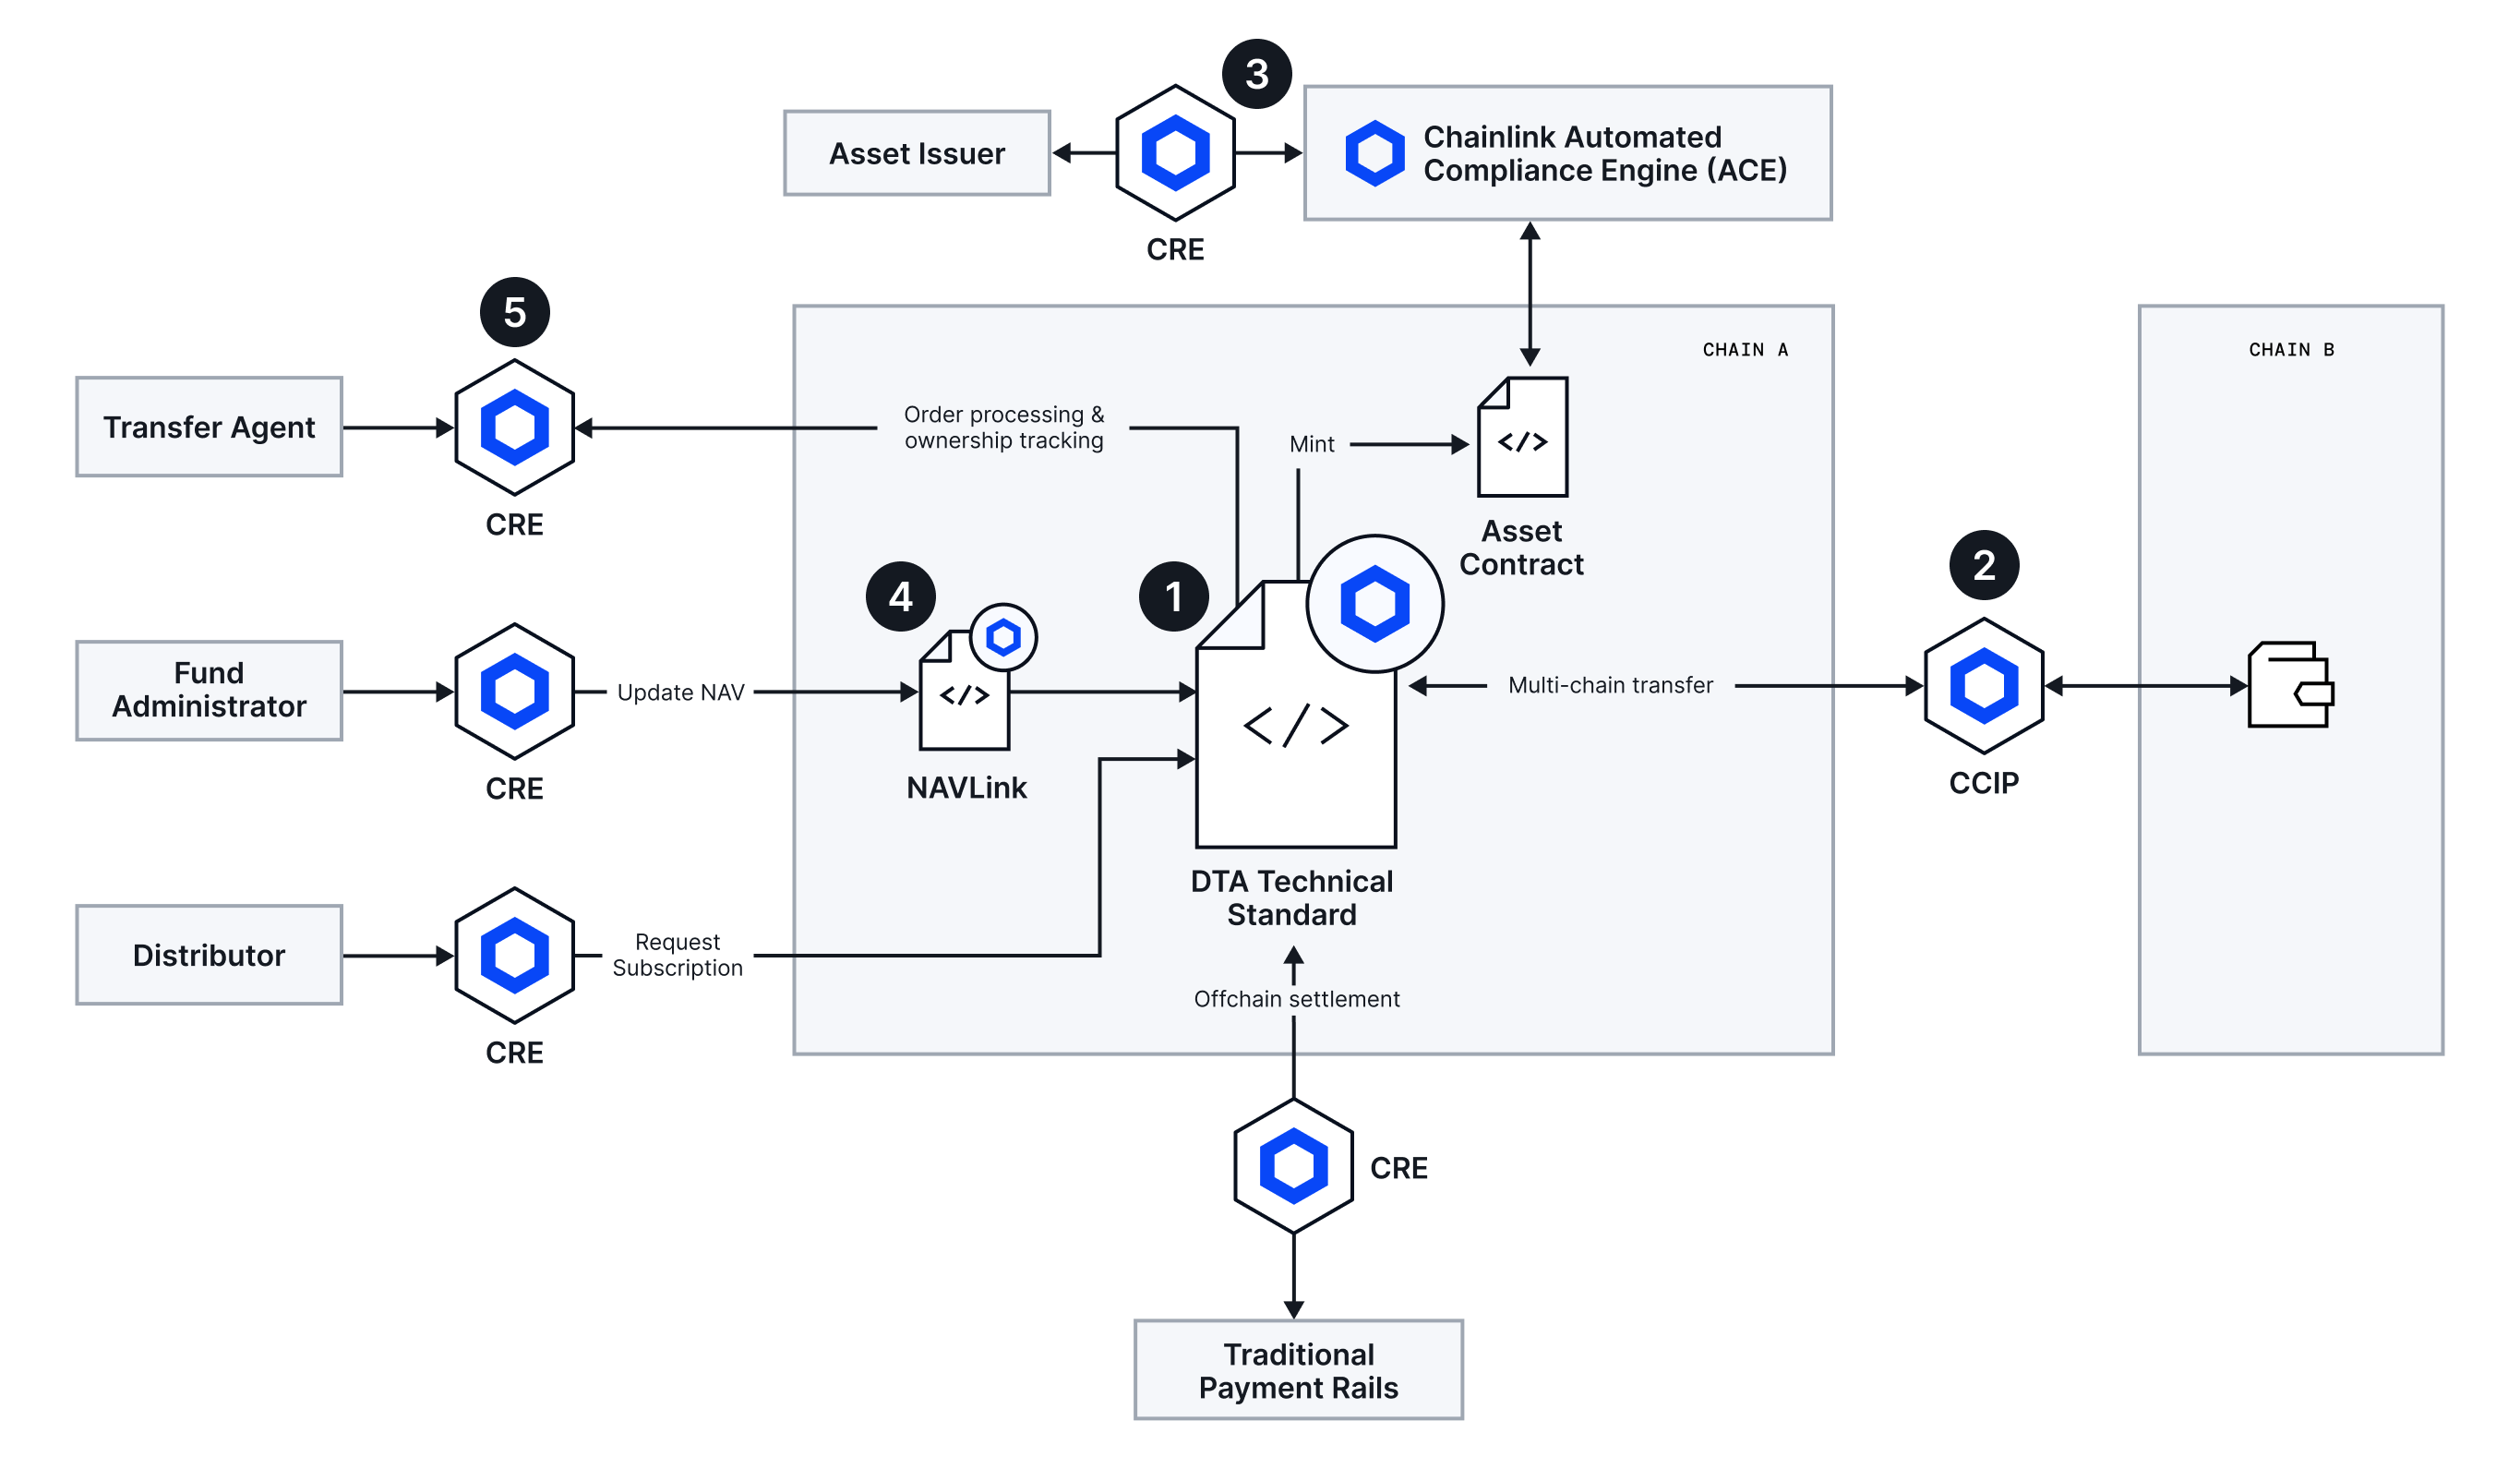 3
Asset Issuer
CRE
Chainlink Automated
Compliance Engine (ACE)
5
Transfer Agent
CRE
Order processing &
ownership tracking
Mint
CHAIN A
Asset
Contract
CHAIN B
4
1
2
Fund
Administrator
CRE
Update NAV
NAVLink
Multi-chain transfer
CCIP
DTA Technical
Standard
Distributor
CRE
Request
Subscription
Offchain settlement
CRE
Traditional
Payment Rails